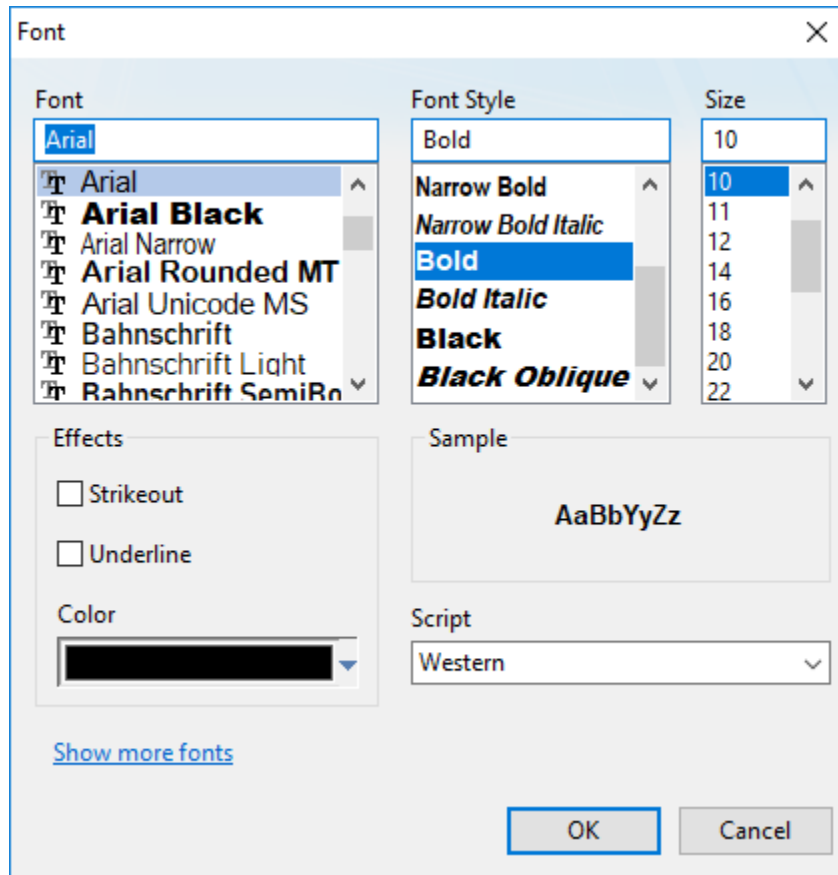 Font
Font
Font Style
Size
Arial
Bold
10
Arial
Arial Black
Arial Narrow
Arial Rounded MT
Arial Unicode MS
Bahnschrift
Bahnschrift Light
Bahnschrift SemiBo
Narrow Bold
Narrow Bold Italic
Bold
Bold Italic
Black
Black Oblique
10
11
12
14
16
18
20
22
Effects
Strikeout
Underline
Color
Sample
AaBbYyZz
Script
Western
Show more fonts
OK
Cancel